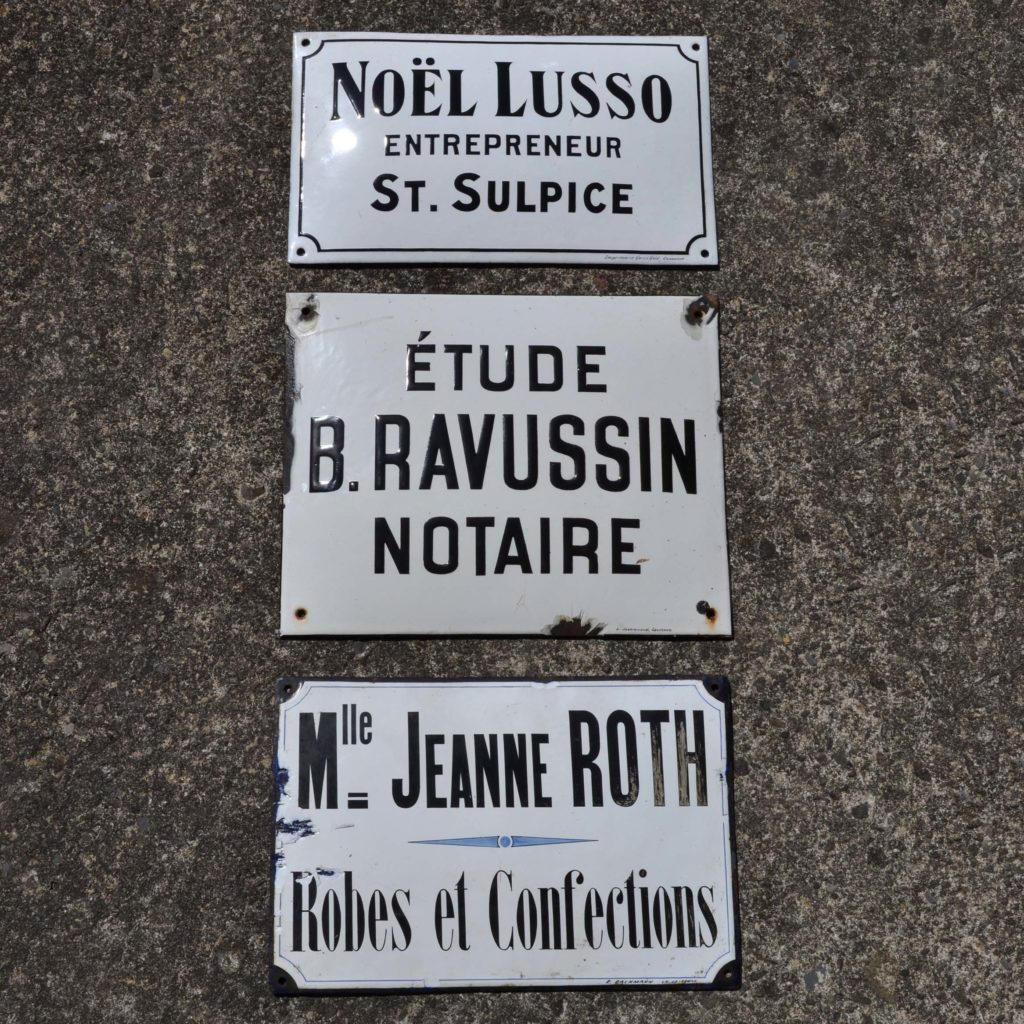 NOËL LUSSO
ENTREPRENEUR
ST. SULPICE
ÉTUDE
B. RAVUSSIN
NOTAIRE
Mlle JEANNE ROTH
Robes et Confections